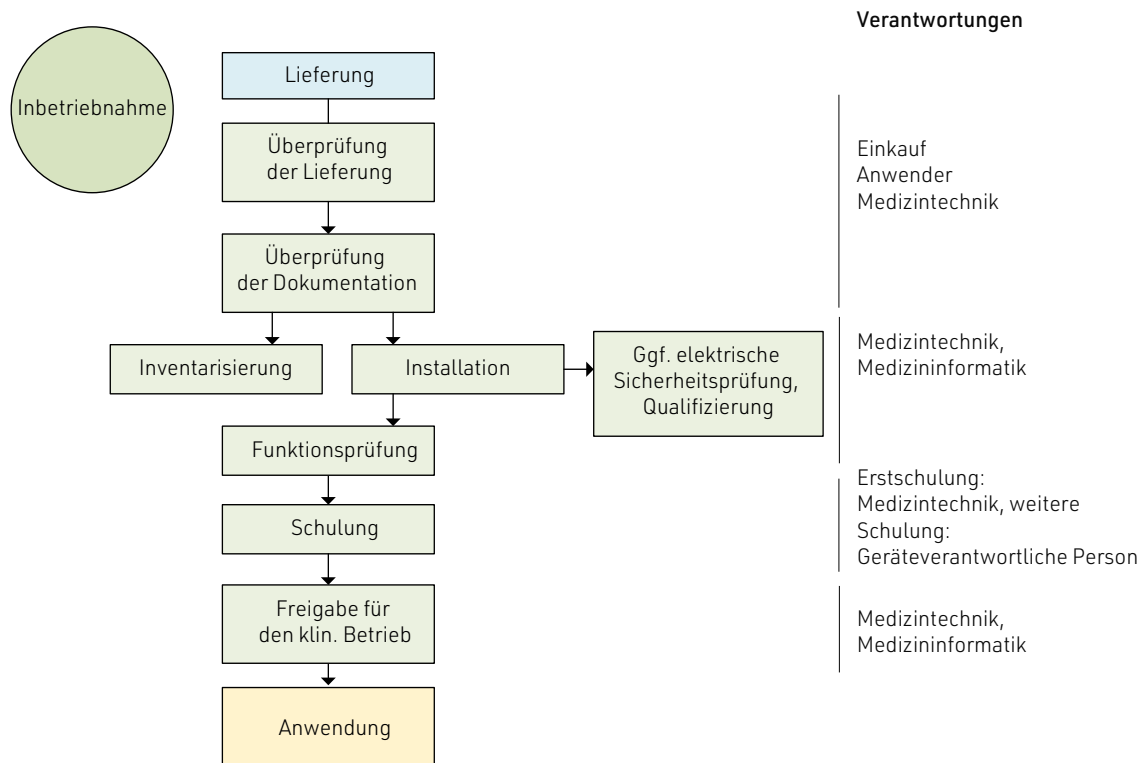 Verantwortungen
Inbetriebnahme
Lieferung
Überprüfung
der Lieferung
Einkauf
Anwender
Medizintechnik
Überprüfung
der Dokumentation
Inventarisierung
Installation
Ggf. elektrische
Sicherheitsprüfung,
Qualifizierung
Medizintechnik,
Medizininformatik
Funktionsprüfung
Schulung
Erstschulung:
Medizintechnik, weitere
Schulung:
Geräteverantwortliche Person
Freigabe für
den klin. Betrieb
Medizintechnik,
Medizininformatik
Anwendung